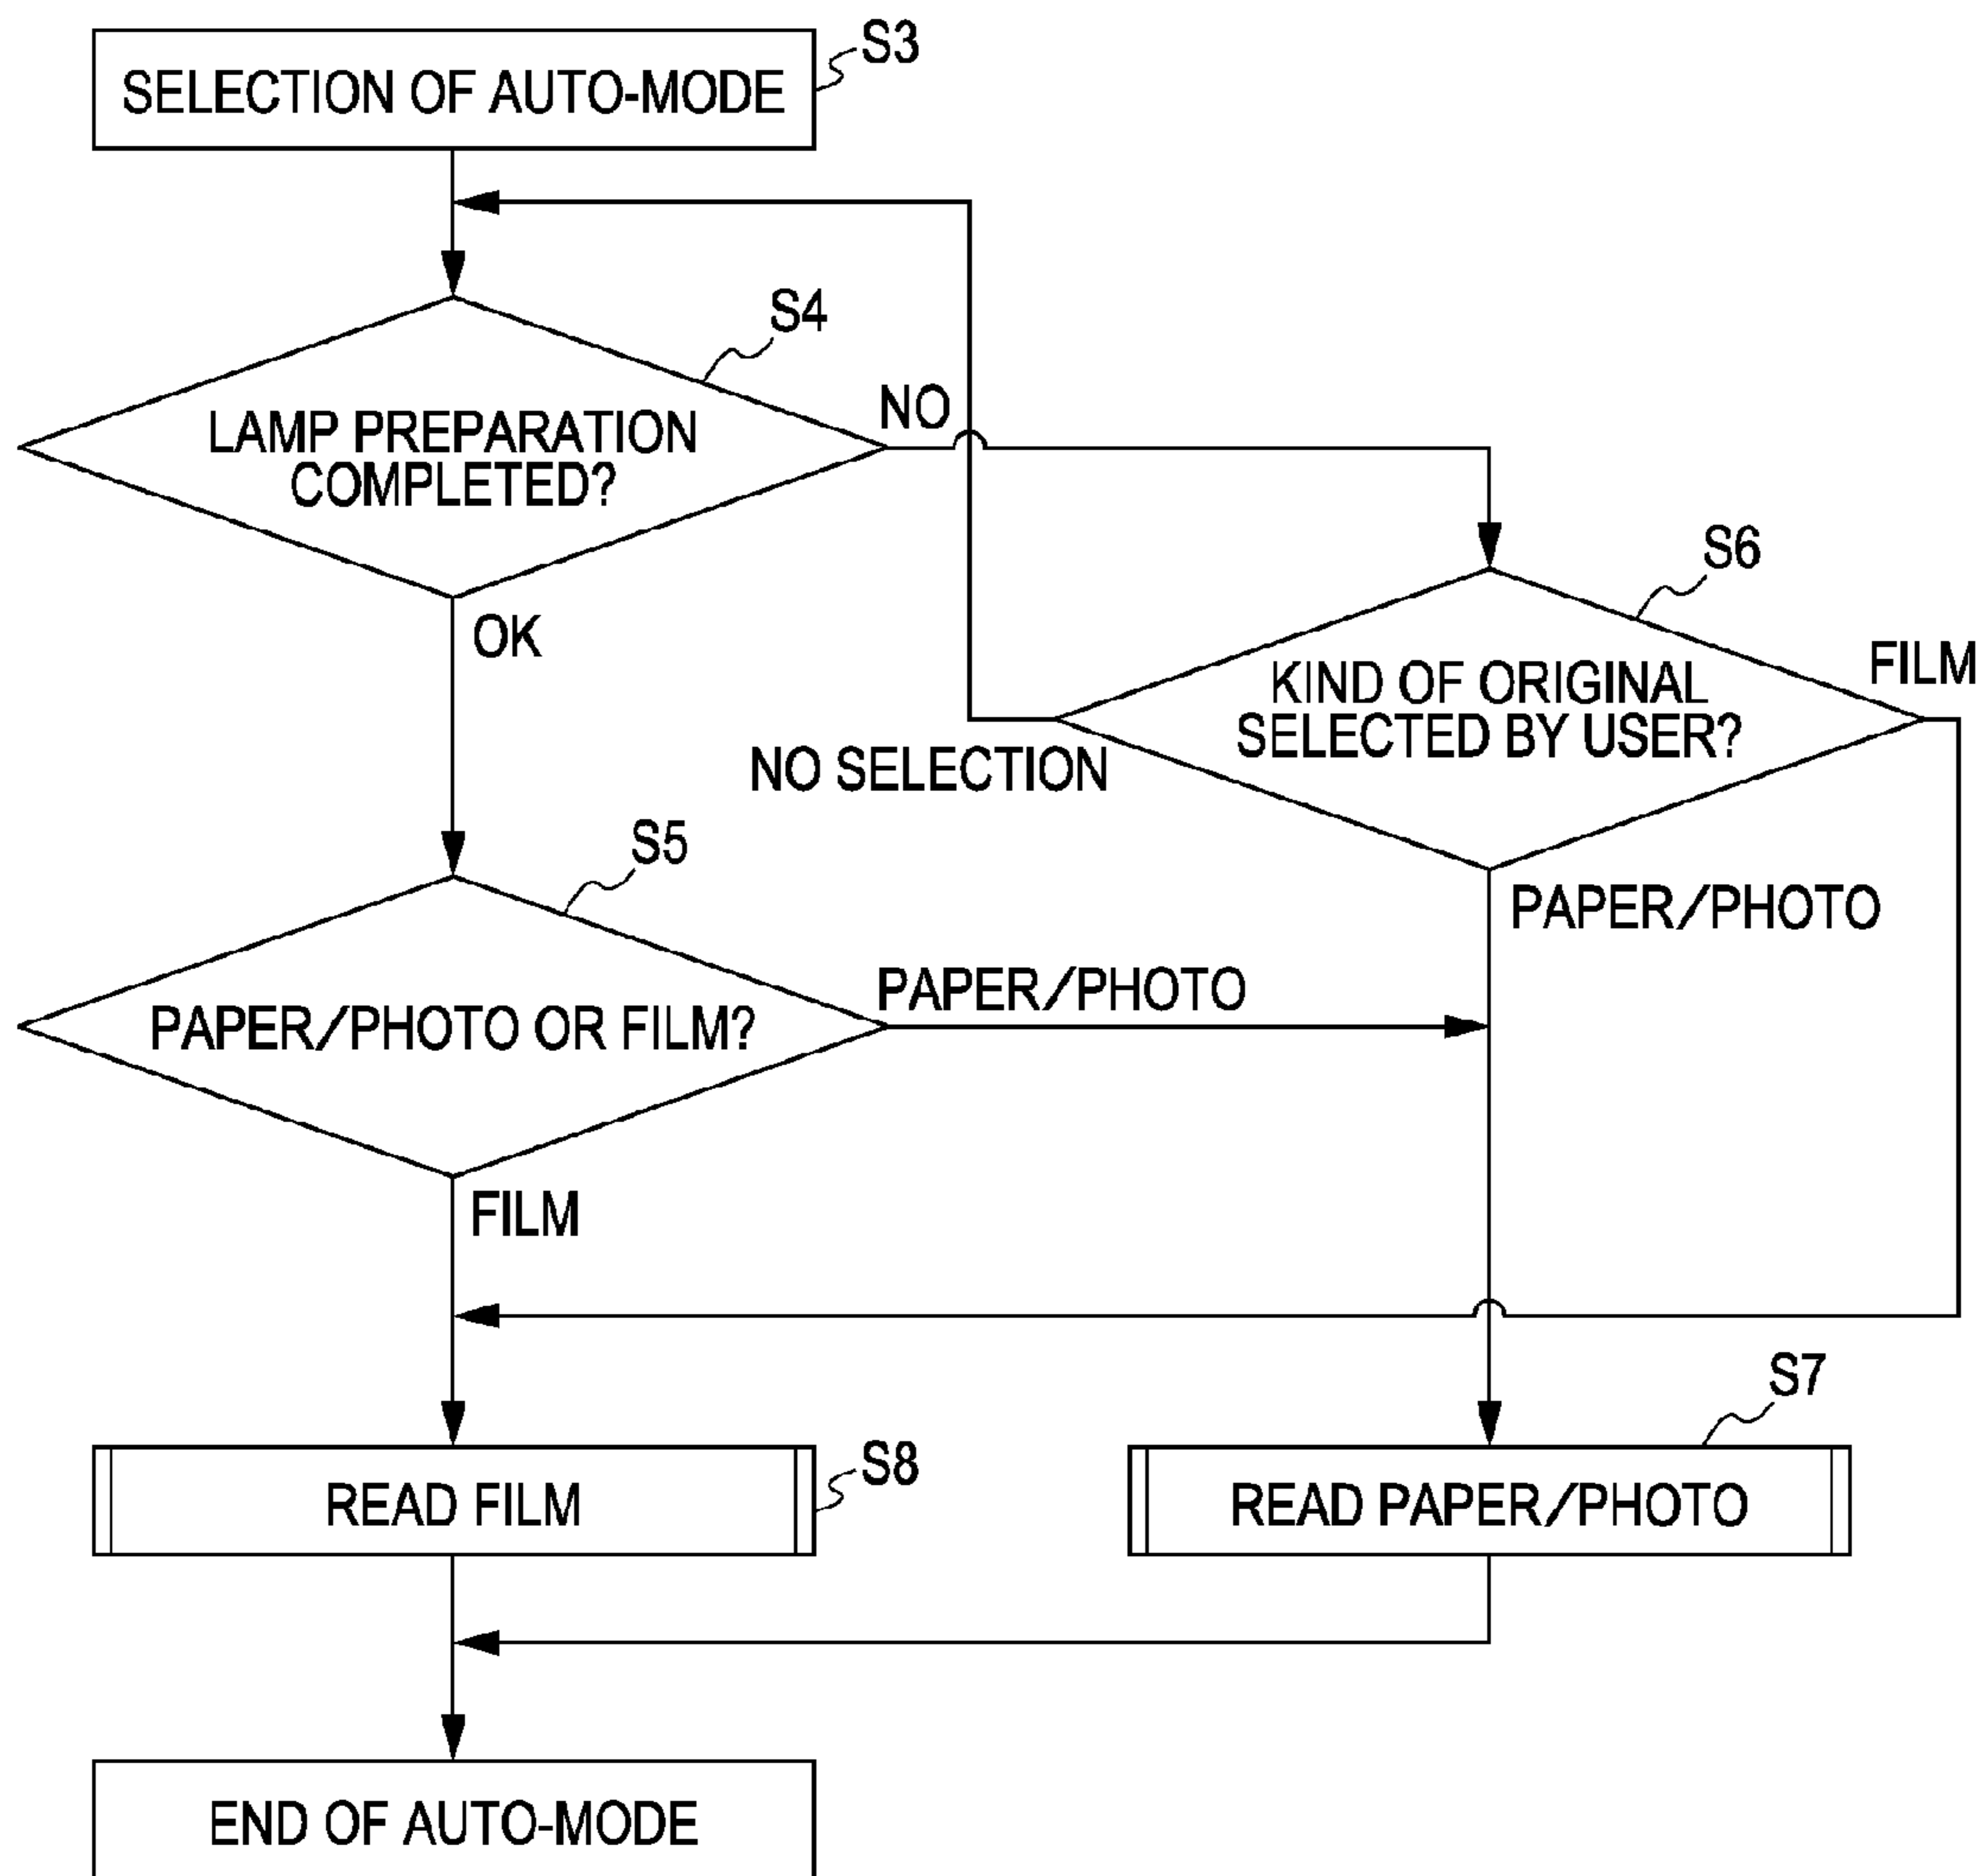 SELECTION OF AUTO-MODE
S3
S4
NO
LAMP PREPARATION
COMPLETED?
OK
S6
FILM
KIND OF ORIGINAL
SELECTED BY USER?
NO SELECTION
PAPER/PHOTO
S5
PAPER/PHOTO
PAPER/PHOTO OR FILM?
FILM
S7
S8
READ FILM
READ PAPER/PHOTO
END OF AUTO-MODE